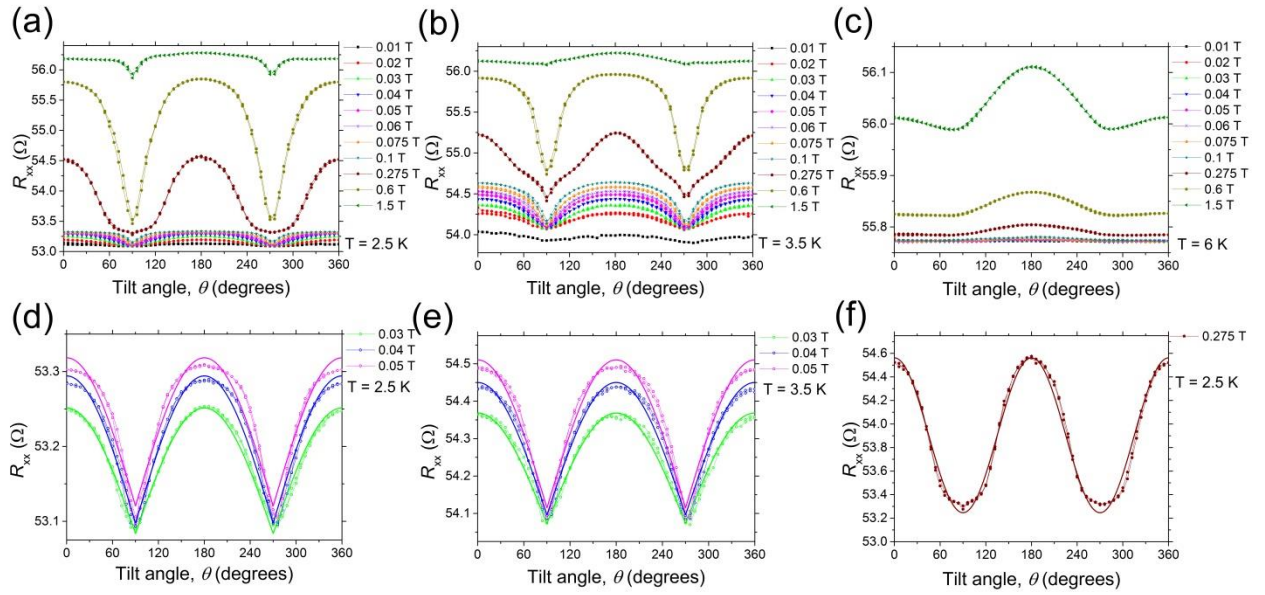 (a)
R_xx (Ω)
56.0
55.5
55.0
54.5
54.0
53.5
53.0
0 60 120 180 240 300 360
Tilt angle, θ (degrees)
0.01 T
0.02 T
0.03 T
0.04 T
0.05 T
0.06 T
0.075 T
0.1 T
0.275 T
0.6 T
1.5 T
T = 2.5 K
(b)
R_xx (Ω)
56.0
55.5
55.0
54.5
54.0
0 60 120 180 240 300 360
Tilt angle, θ (degrees)
0.01 T
0.02 T
0.03 T
0.04 T
0.05 T
0.06 T
0.075 T
0.1 T
0.275 T
0.6 T
1.5 T
T = 3.5 K
(c)
R_xx (Ω)
56.1
56.0
55.9
55.8
0 60 120 180 240 300 360
Tilt angle, θ (degrees)
0.01 T
0.02 T
0.03 T
0.04 T
0.05 T
0.06 T
0.075 T
0.1 T
0.275 T
0.6 T
1.5 T
T = 6 K
(d)
R_xx (Ω)
53.3
53.2
53.1
0 60 120 180 240 300 360
Tilt angle, θ (degrees)
0.03 T
0.04 T
0.05 T
T = 2.5 K
(e)
R_xx (Ω)
54.5
54.4
54.3
54.2
54.1
0 60 120 180 240 300 360
Tilt angle, θ (degrees)
0.03 T
0.04 T
0.05 T
T = 3.5 K
(f)
R_xx (Ω)
54.6
54.4
54.2
54.0
53.8
53.6
53.4
53.2
53.0
0 60 120 180 240 300 360
Tilt angle, θ (degrees)
0.275 T
T = 2.5 K